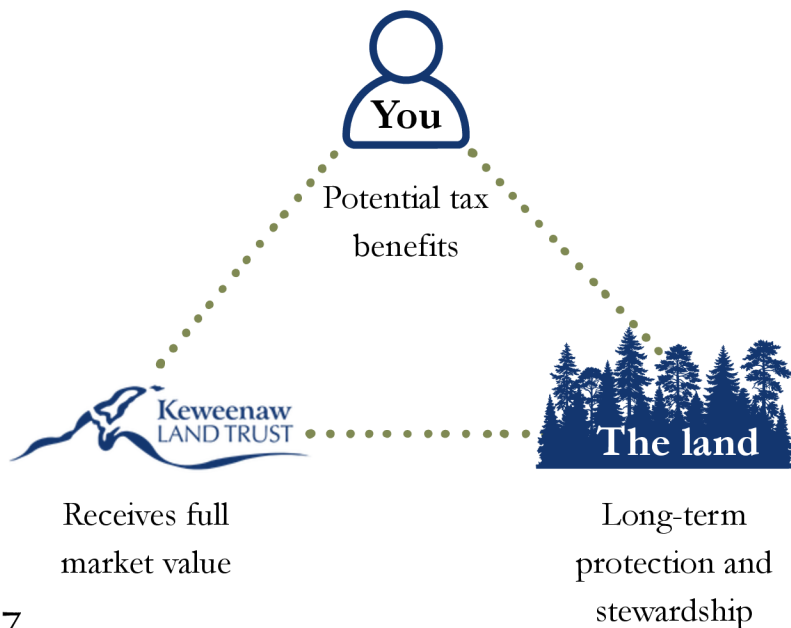 You
Potential tax
benefits
Keweenaw
LAND TRUST
The land
Receives full
market value
Long-term
protection and
stewardship
7